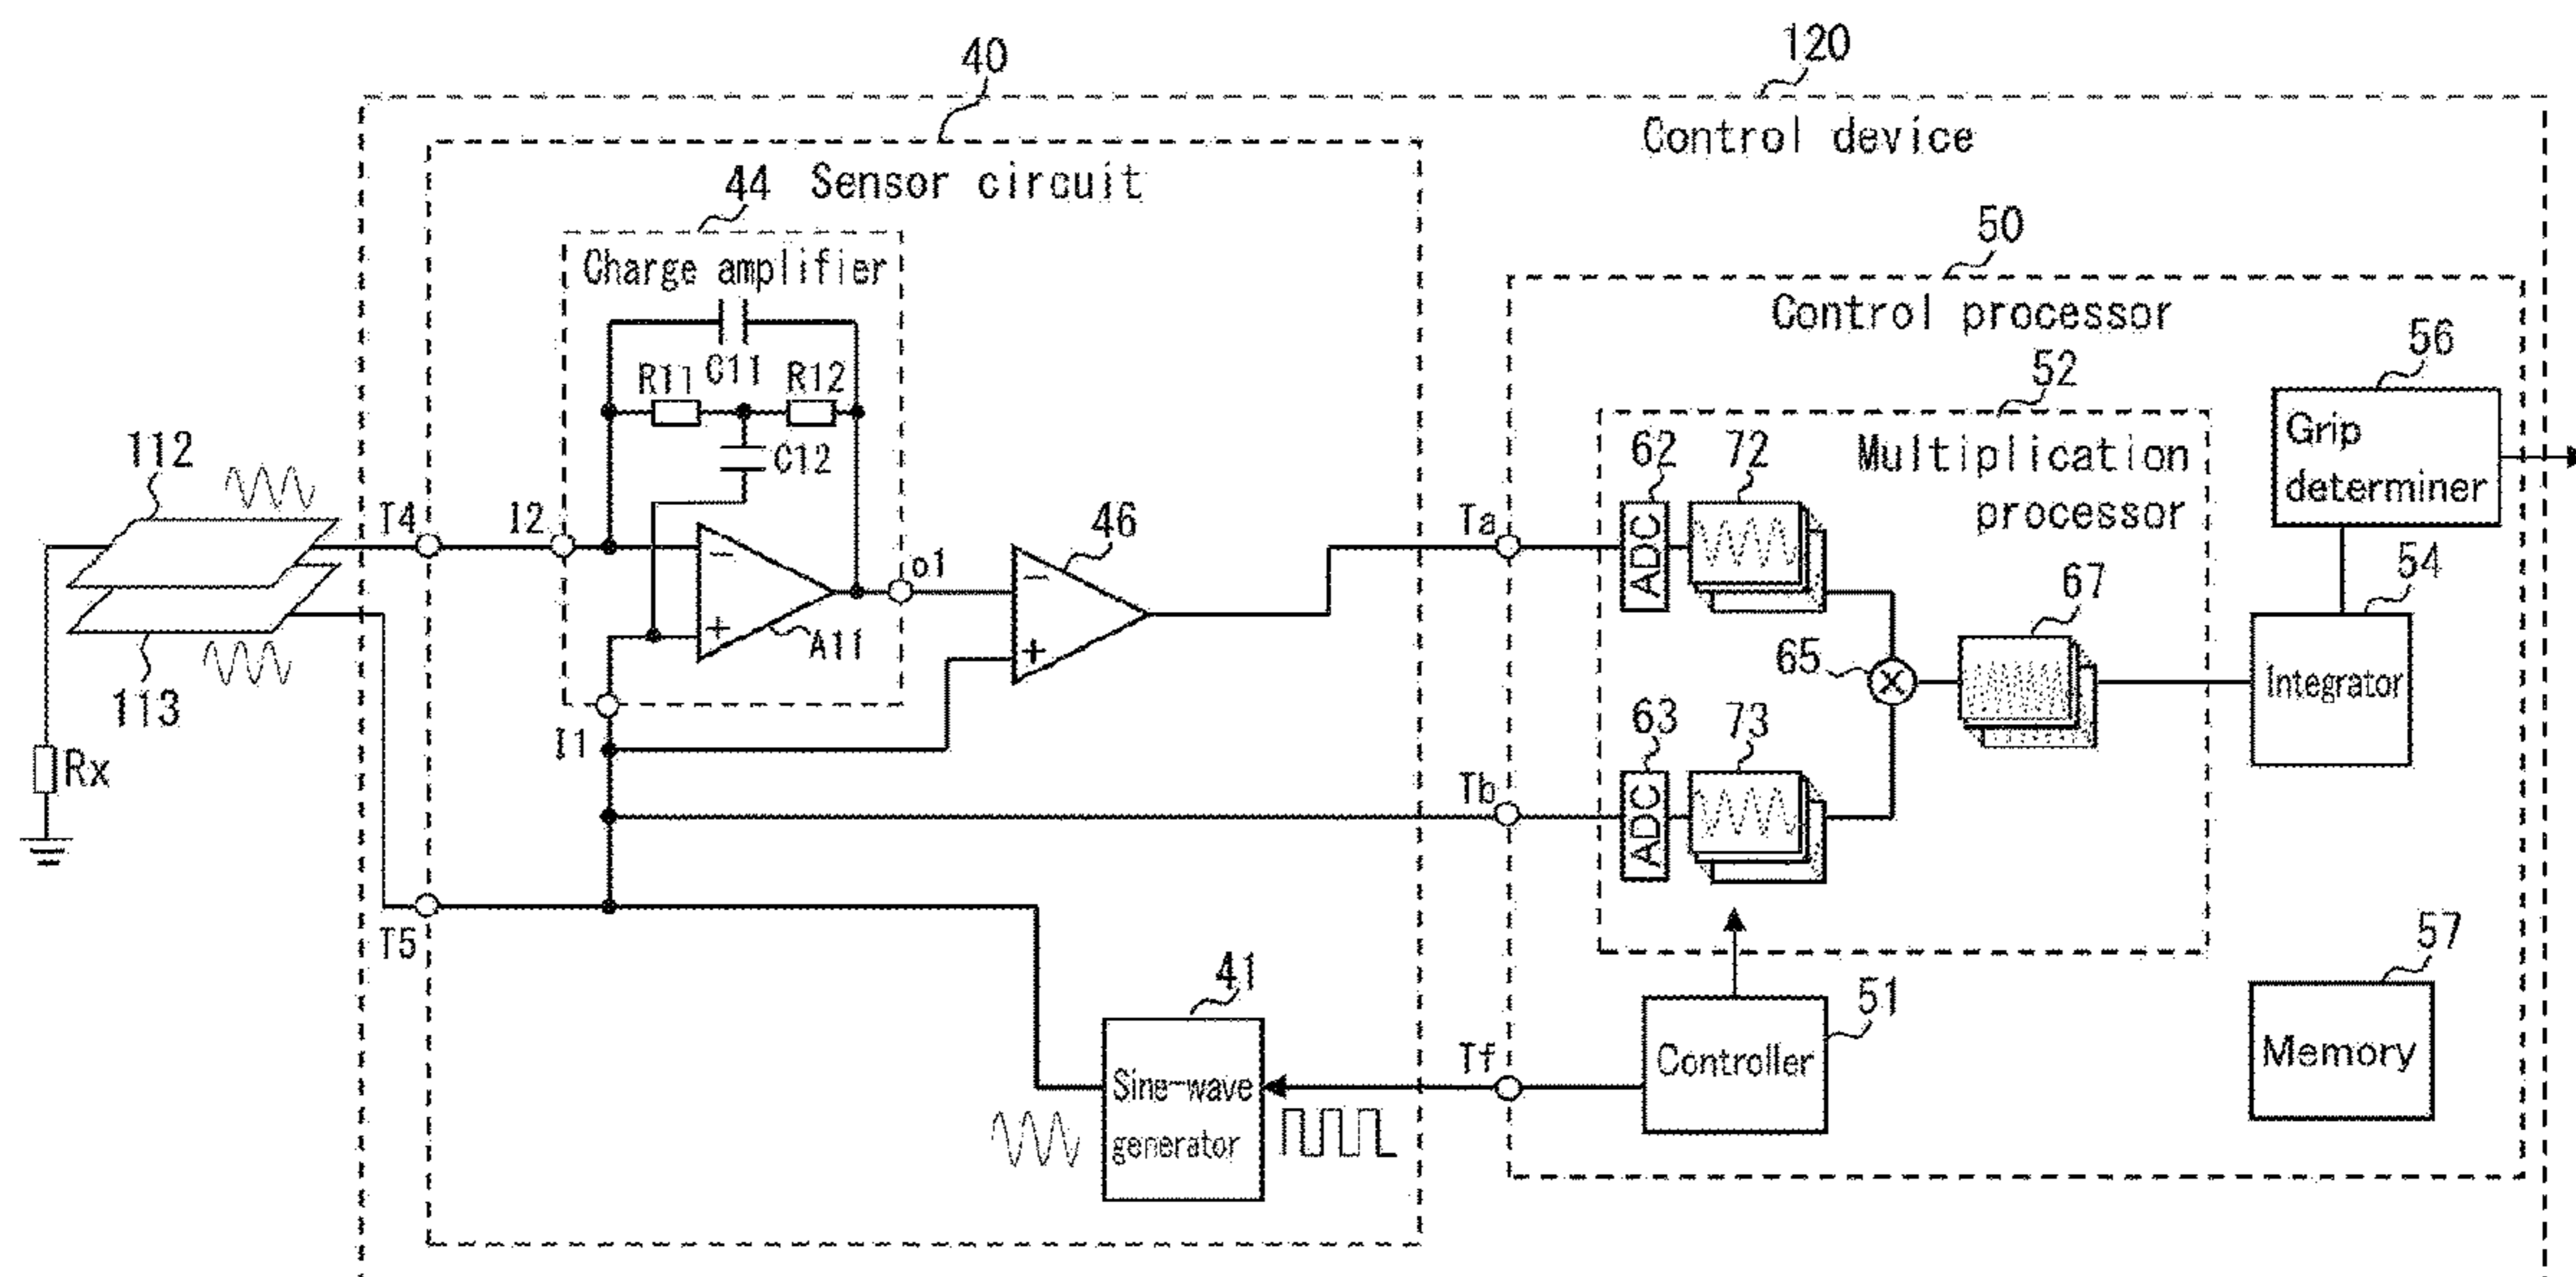 40
120
Control device
44
Sensor circuit
50
Charge amplifier
Control processor
56
C11
R11
R12
52
Grip
determiner
112
62
72
Multiplication
processor
C12
T4
I2
46
Ta
ADC
o1
54
67
−
+
A11
−
+
65
×
Integrator
113
63
73
I1
Rx
Tb
ADC
T5
57
41
51
Tf
Controller
Memory
Sine-wave
generator